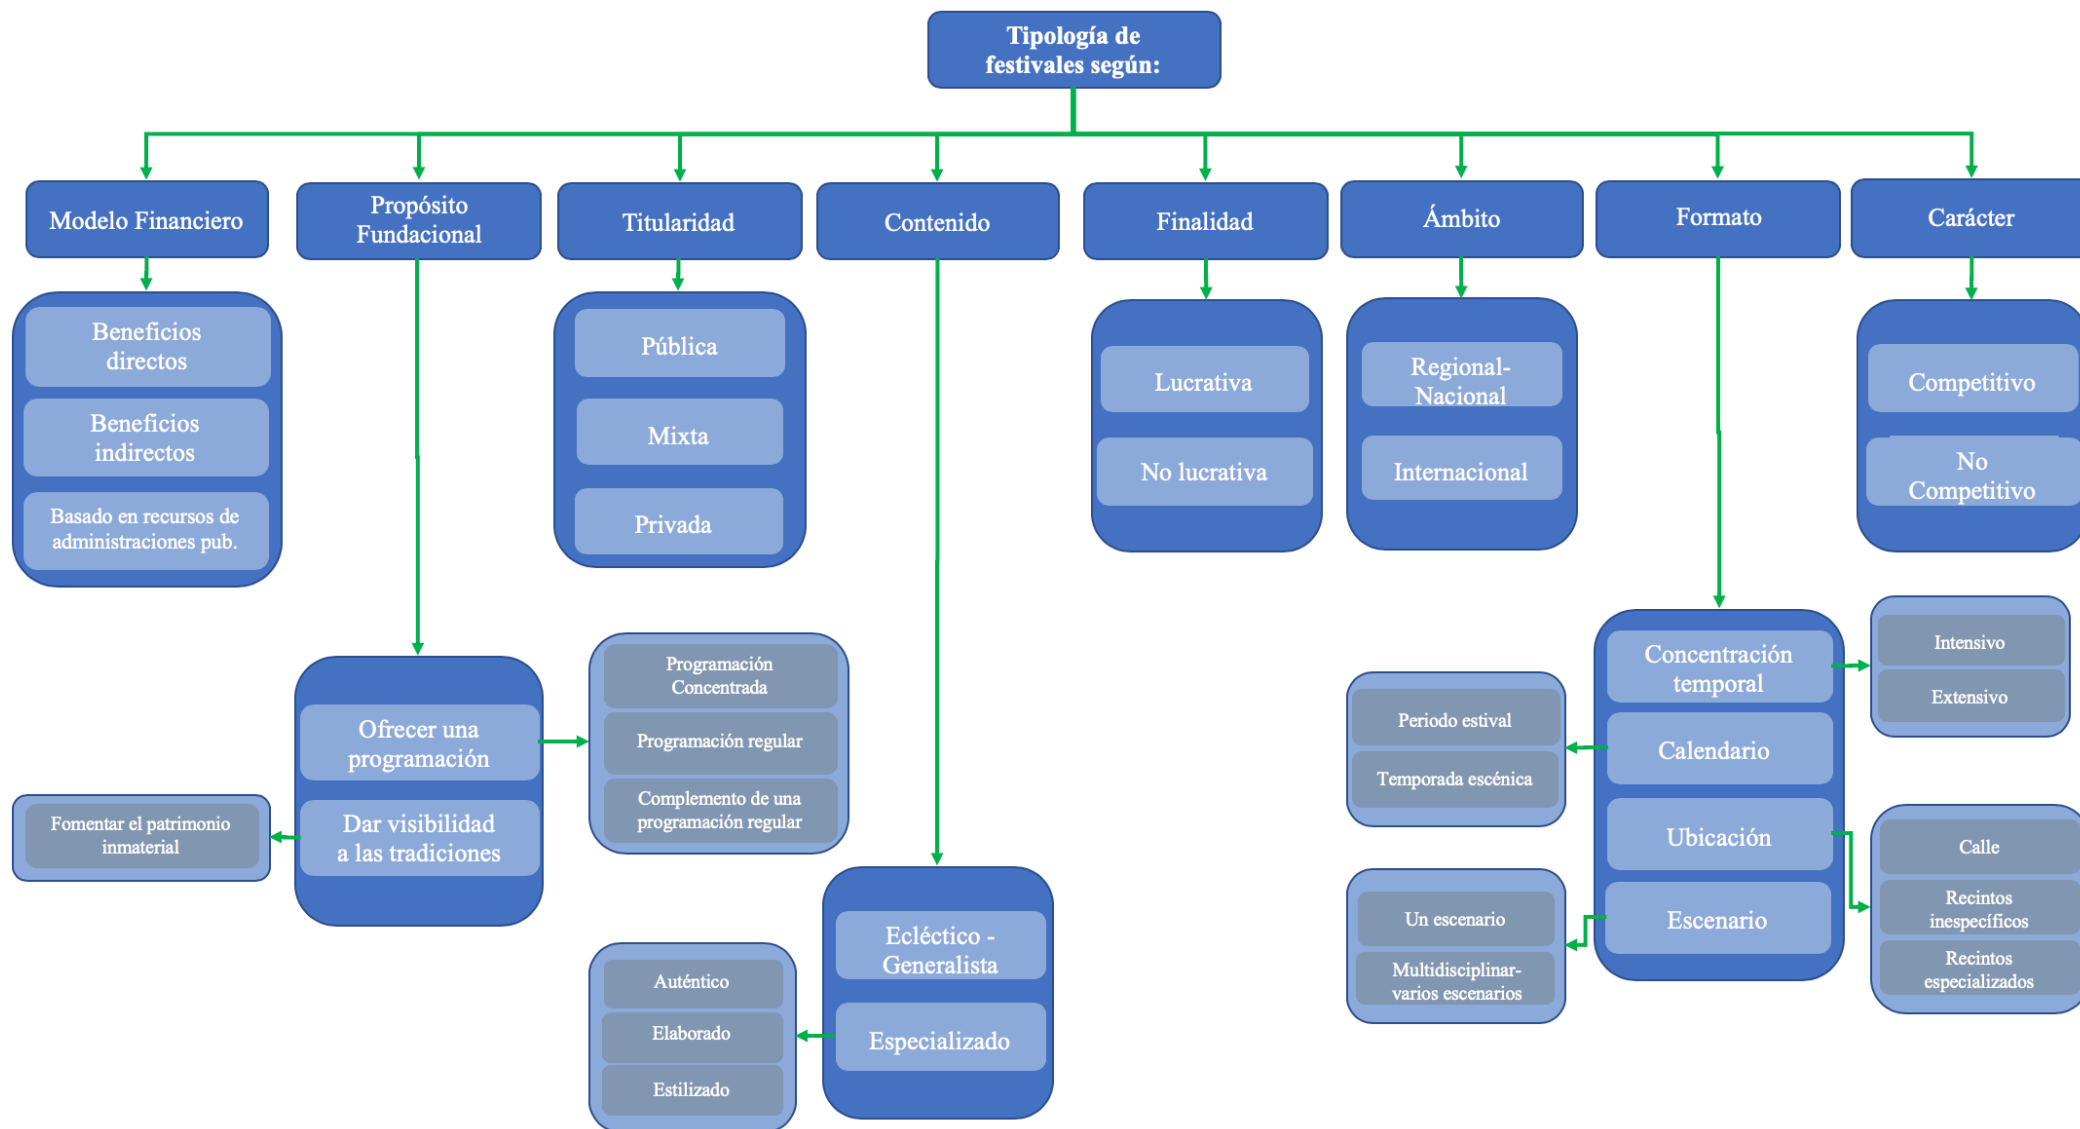 Tipología de
festivales según:
Modelo Financiero
Propósito
Fundacional
Titularidad
Contenido
Finalidad
Ámbito
Formato
Carácter
Beneficios
directos
Beneficios
indirectos
Basado en recursos de
administraciones pub.
Pública
Mixta
Privada
Lucrativa
No lucrativa
Regional-
Nacional
Internacional
Competitivo
No
Competitivo
Ofrecer una
programación
Dar visibilidad
a las tradiciones
Programación
Concentrada
Programación regular
Complemento de una
programación regular
Fomentar el patrimonio
inmaterial
Ecléctico -
Generalista
Especializado
Auténtico
Elaborado
Estilizado
Concentración
temporal
Calendario
Ubicación
Escenario
Intensivo
Extensivo
Periodo estival
Temporada escénica
Calle
Recintos
inespecíficos
Recintos
especializados
Un escenario
Multidisciplinar-
varios escenarios